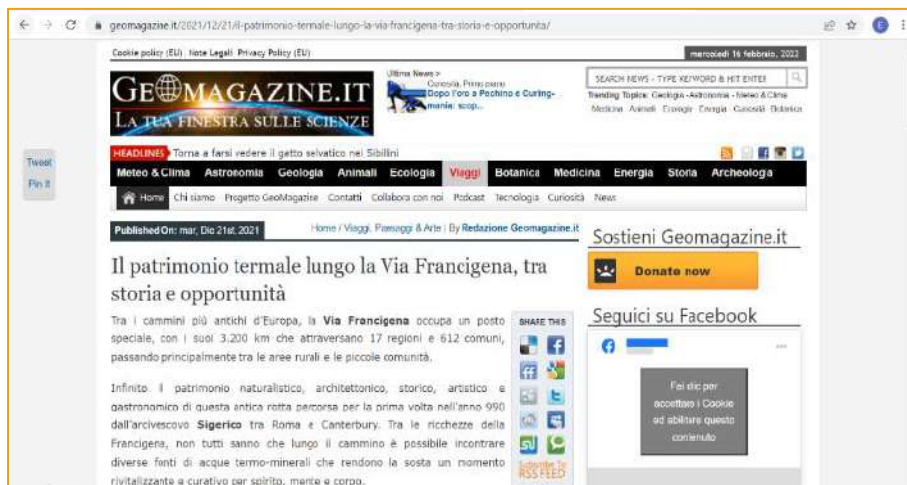 geomagazine.it/2021/12/21/il-patrimonio-termale-lungo-la-via-francigena-tra-storia-e-opportunita/
Cookie policy (EU) Note Legali Privacy Policy (EU)
mercoledì 16 febbraio, 2022
GEOMAGAZINE.IT
LA TUA FINESTRA SULLE SCIENZE
Ultima News >
Curiosità, Primo piano
Dopo l'oro a Pechino è Curling-mania: scop...
SEARCH NEWS - TYPE KEYWORD & HIT ENTER
Trending Topics: Geologia - Astronomia - Meteo & Clima
Medicina Animali Ecologia Energia Curiosità Botanica
HEADLINES Torna a farsi vedere il getto selvatico nei Sibillini
Tweet
Pin It
Meteo & Clima Astronomia Geologia Animali Ecologia Viaggi Botanica Medicina Energia Storia Archeologia
Home Chi siamo Progetto GeoMagazine Contatti Collabora con noi Podcast Tecnologia Curiosità News
Published On: mar, Dic 21st, 2021
Home / Viaggi, Paesaggi & Arte | By Redazione Geomagazine.it
Il patrimonio termale lungo la Via Francigena, tra
storia e opportunità
Tra i cammini più antichi d'Europa, la Via Francigena occupa un posto
speciale, con i suoi 3.200 km che attraversano 17 regioni e 612 comuni,
passando principalmente tra le aree rurali e le piccole comunità.
Infinito il patrimonio naturalistico, architettonico, storico, artistico e
gastronomico di questa antica rotta percorsa per la prima volta nell'anno 990
dall'arcivescovo Sigerico tra Roma e Canterbury. Tra le ricchezze della
Francigena, non tutti sanno che lungo il cammino è possibile incontrare
diverse fonti di acque termo-minerali che rendono la sosta un momento
rivitalizzante e curativo per spirito, mente e corpo.
SHARE THIS
Subscribe To
RSS FEED
Sostieni Geomagazine.it
Donate now
Seguici su Facebook
Fai clic per
accettare i Cookie
ed abilitare questo
contenuto